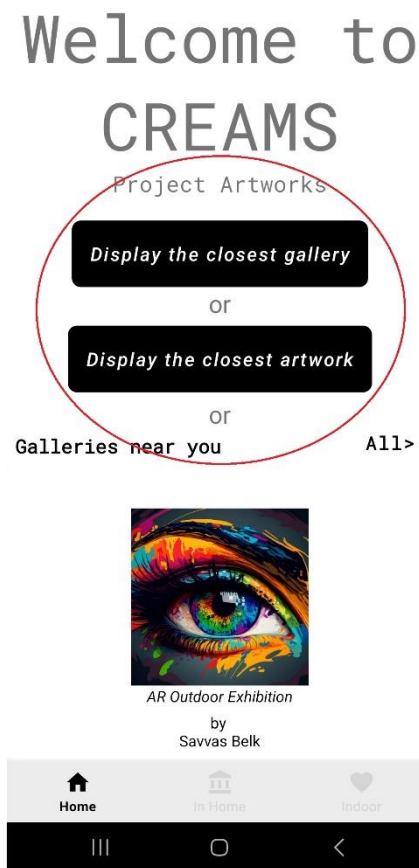 Welcome to
CREAMS
Project Artworks
Display the closest gallery
or
Display the closest artwork
or
Galleries near you All>
AR Outdoor Exhibition
by
Savvas Belk
Home In Home Indoor